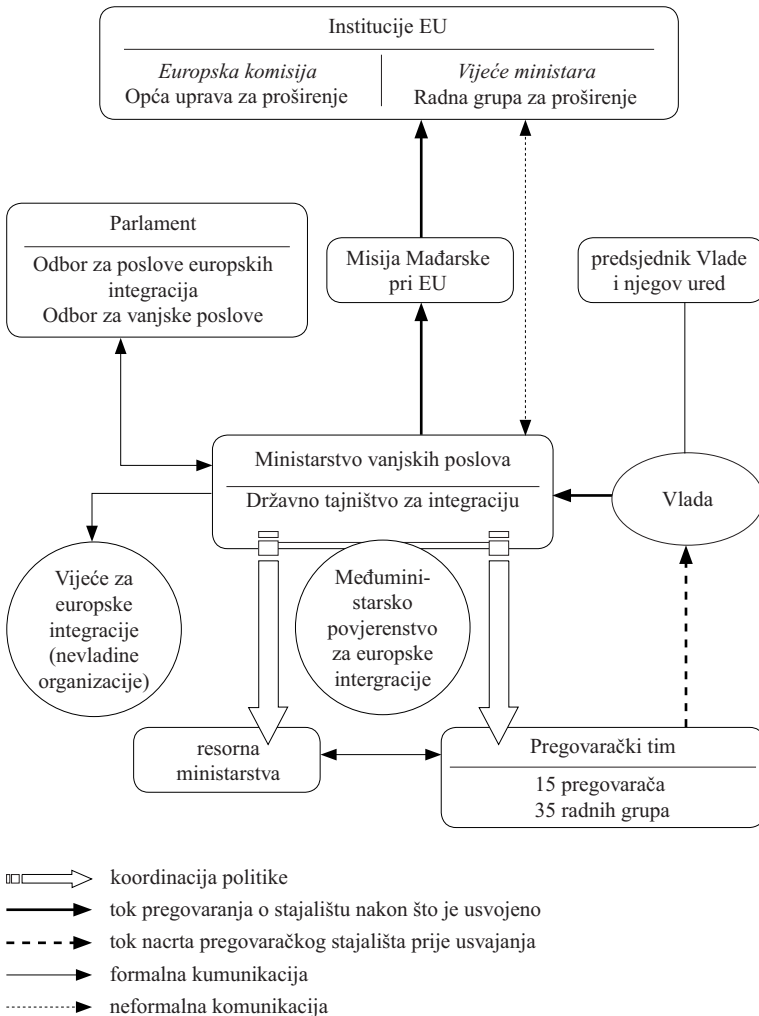 Institucije EU
Europska komisija
Opća uprava za proširenje
Vijeće ministara
Radna grupa za proširenje
Parlament
Odbor za poslove europskih
integracija
Odbor za vanjske poslove
Misija Mađarske
pri EU
predsjednik Vlade
i njegov ured
Ministarstvo vanjskih poslova
Državno tajništvo za integraciju
Vlada
Vijeće za
europske
integracije
(nevladine
organizacije)
Međumini-
starsko
povjerenstvo
za europske
intergracije
resorna
ministarstva
Pregovarački tim
15 pregovarača
35 radnih grupa
koordinacija politike
tok pregovaranja o stajalištu nakon što je usvojeno
tok nacrta pregovaračkog stajališta prije usvajanja
formalna kumunikacija
neformalna komunikacija